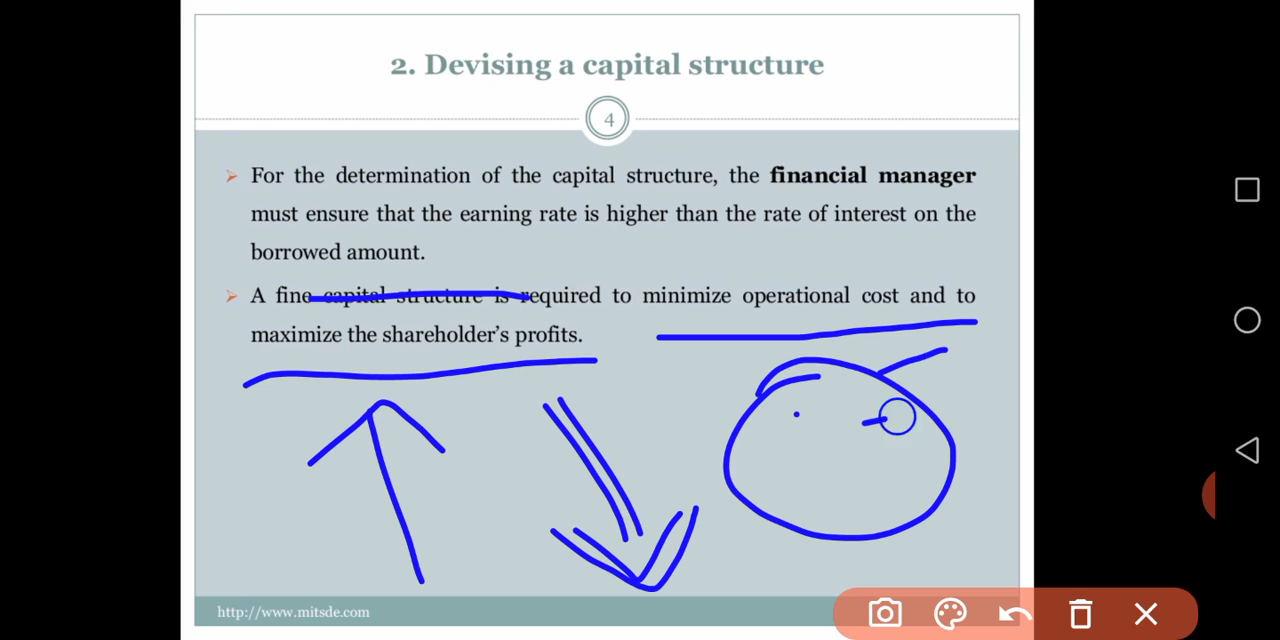 2. Devising a capital structure
4
For the determination of the capital structure, the financial manager
must ensure that the earning rate is higher than the rate of interest on the
borrowed amount.
A fine capital structure is required to minimize operational cost and to
maximize the shareholder's profits.
http://www.mitsde.com